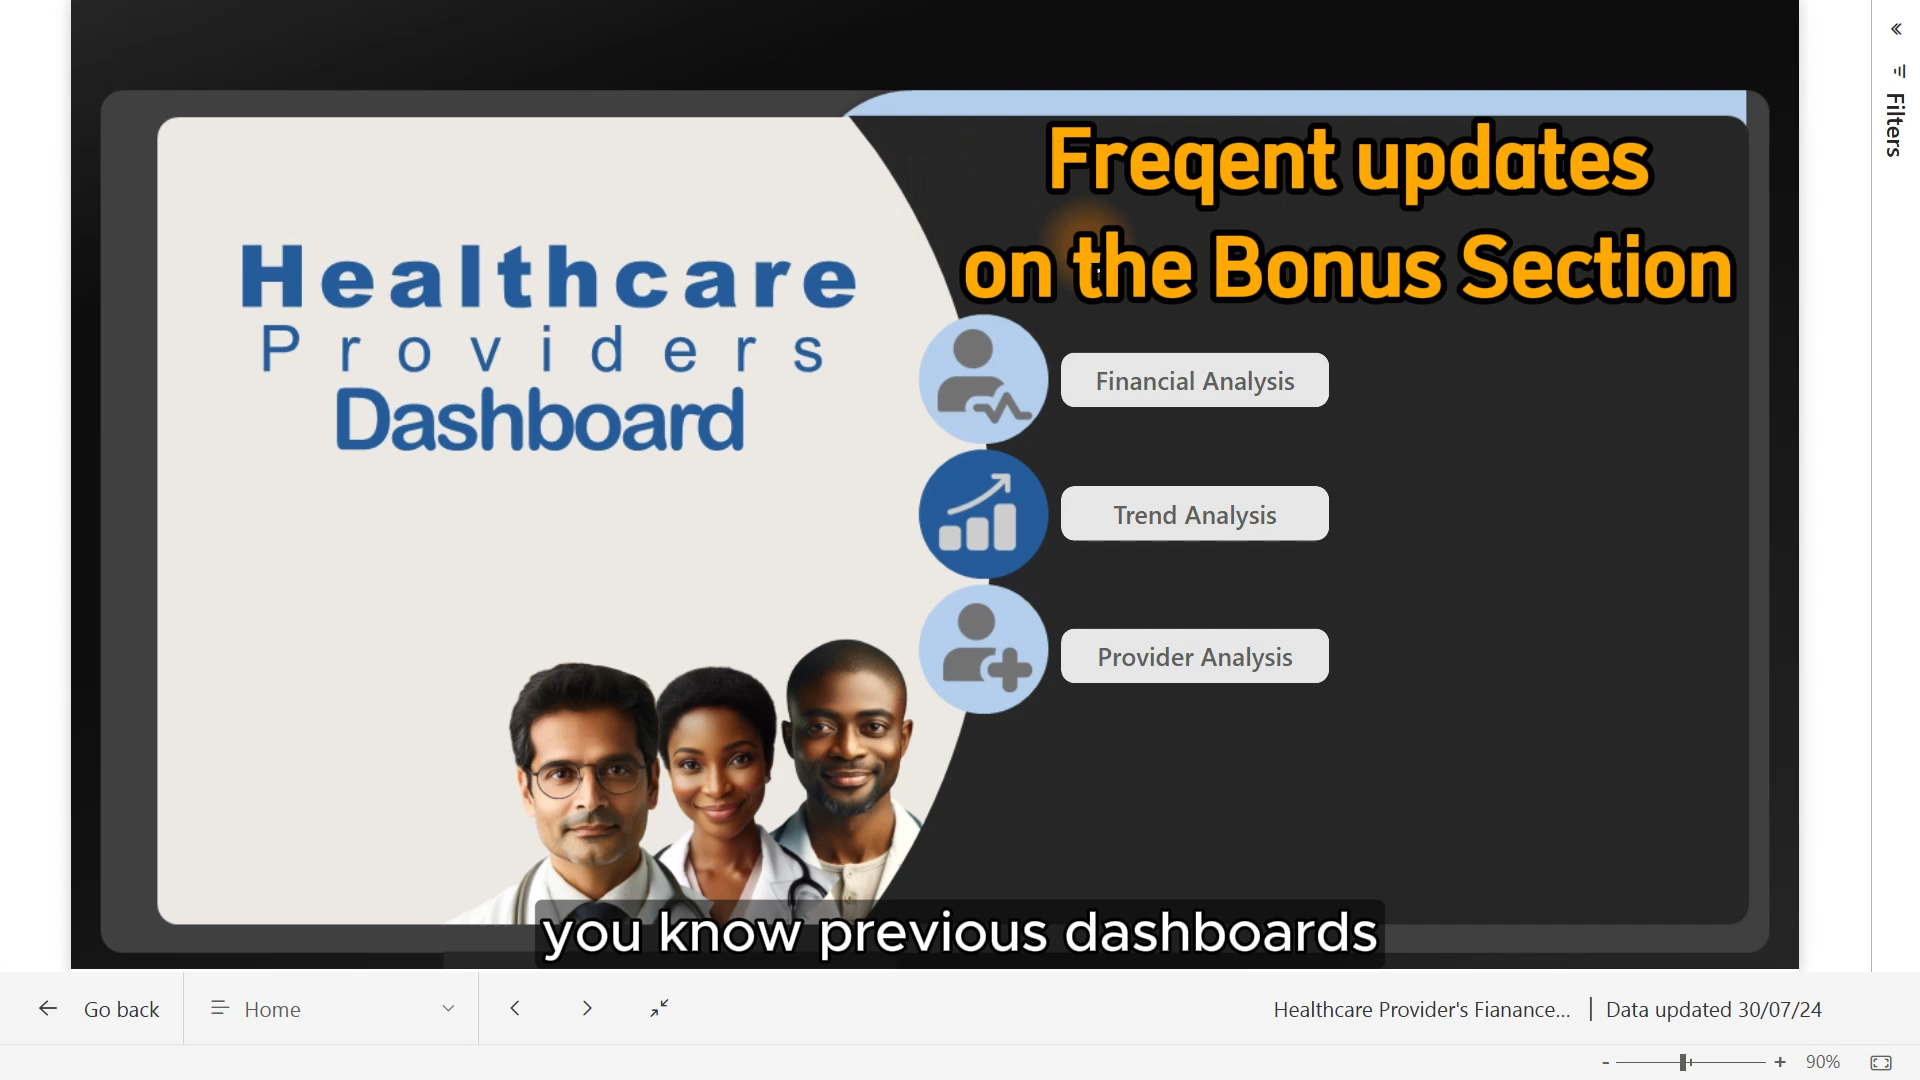 Filters
Freqent updates
on the Bonus Section
Healthcare
Providers
Dashboard
Financial Analysis
Trend Analysis
Provider Analysis
you know previous dashboards
Go back
Home
Healthcare Provider's Fianance... | Data updated 30/07/24
- + 90%